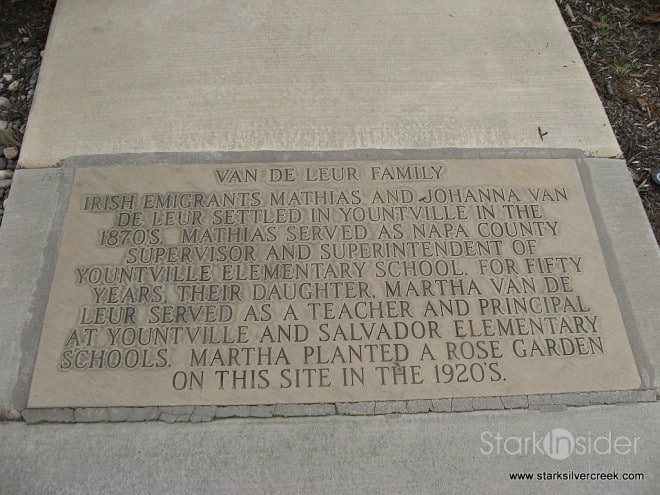 VAN DE LEUR FAMILY
IRISH EMIGRANTS MATHIAS AND JOHANNA VAN
DE LEUR SETTLED IN YOUNTVILLE IN THE
1870'S. MATHIAS SERVED AS NAPA COUNTY
SUPERVISOR AND SUPERINTENDENT OF
YOUNTVILLE ELEMENTARY SCHOOL. FOR FIFTY
YEARS, THEIR DAUGHTER, MARTHA VAN DE
LEUR SERVED AS A TEACHER AND PRINCIPAL
AT YOUNTVILLE AND SALVADOR ELEMENTARY
SCHOOLS. MARTHA PLANTED A ROSE GARDEN
ON THIS SITE IN THE 1920'S.
STARKINSIDER
www.starksilvercreek.com